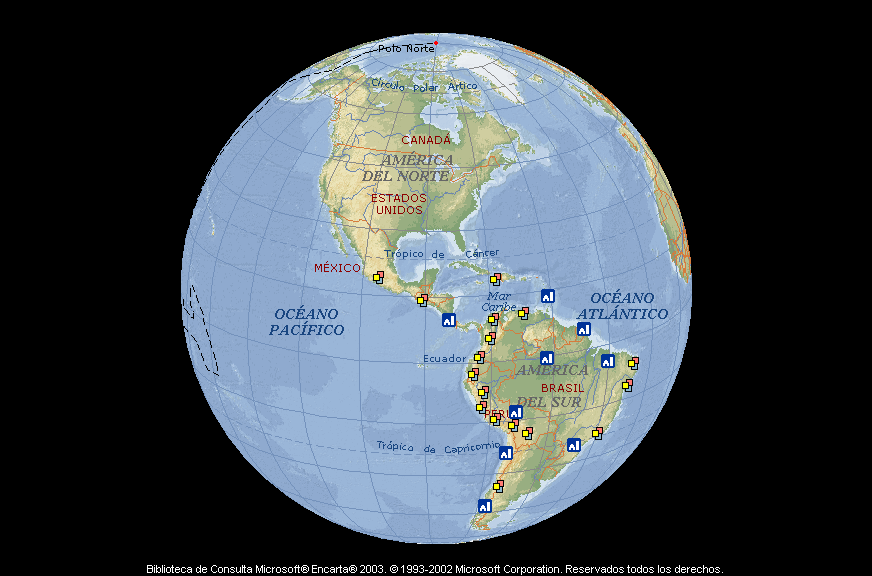 Polo Norte
Círculo Polar Ártico
CANADÁ
AMÉRICA
DEL NORTE
ESTADOS
UNIDOS
Trópico de Cáncer
MÉXICO
Mar
Caribe
OCÉANO
ATLÁNTICO
OCÉANO
PACÍFICO
Ecuador
AMÉRICA
BRASIL
DEL SUR
PERÚ
Trópico de Capricornio
Biblioteca de Consulta Microsoft® Encarta® 2003. © 1993-2002 Microsoft Corporation. Reservados todos los derechos.